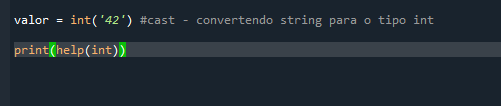 valor = int('42') #cast - convertendo string para o tipo int
print(help(int))